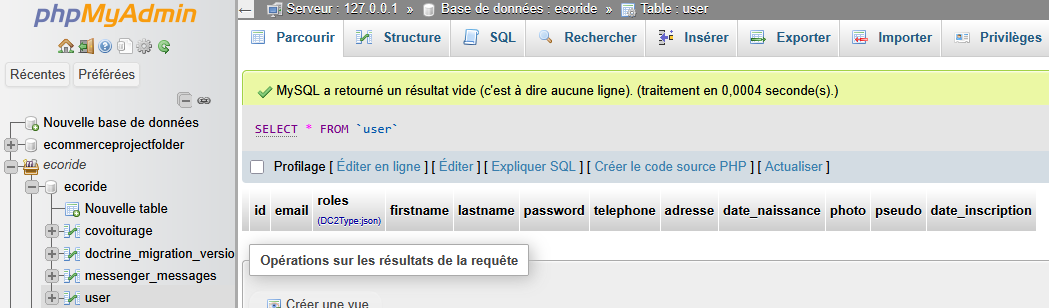 phpMyAdmin
Récentes Préférées
Nouvelle base de données
ecommerceprojectfolder
ecoride
ecoride
Nouvelle table
covoiturage
doctrine_migration_versio
messenger_messages
user
Serveur : 127.0.0.1 » Base de données : ecoride » Table : user
Parcourir Structure SQL Rechercher Insérer Exporter Importer Privilèges
MySQL a retourné un résultat vide (c'est à dire aucune ligne). (traitement en 0,0004 seconde(s).)
SELECT * FROM `user`
Profilage [ Éditer en ligne ] [ Éditer ] [ Expliquer SQL ] [ Créer le code source PHP ] [ Actualiser ]
id email roles (DC2Type:json) firstname lastname password telephone adresse date_naissance photo pseudo date_inscription
Opérations sur les résultats de la requête
Créer une vue